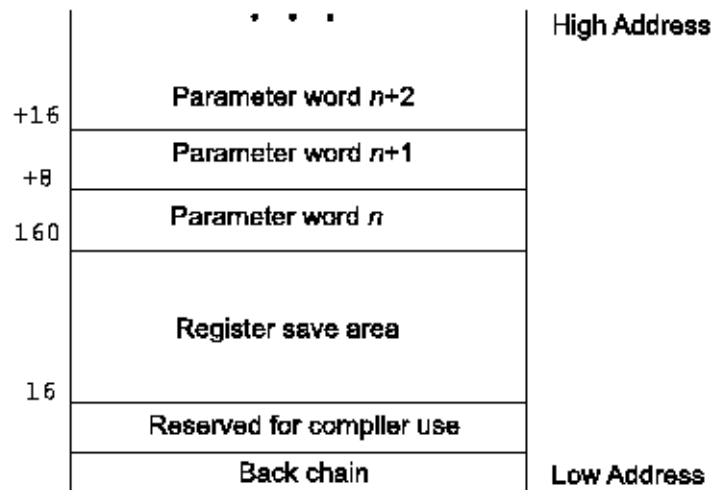 . . .
High Address
Parameter word n+2
+16
Parameter word n+1
+8
Parameter word n
160
Register save area
16
Reserved for compiler use
Back chain
Low Address